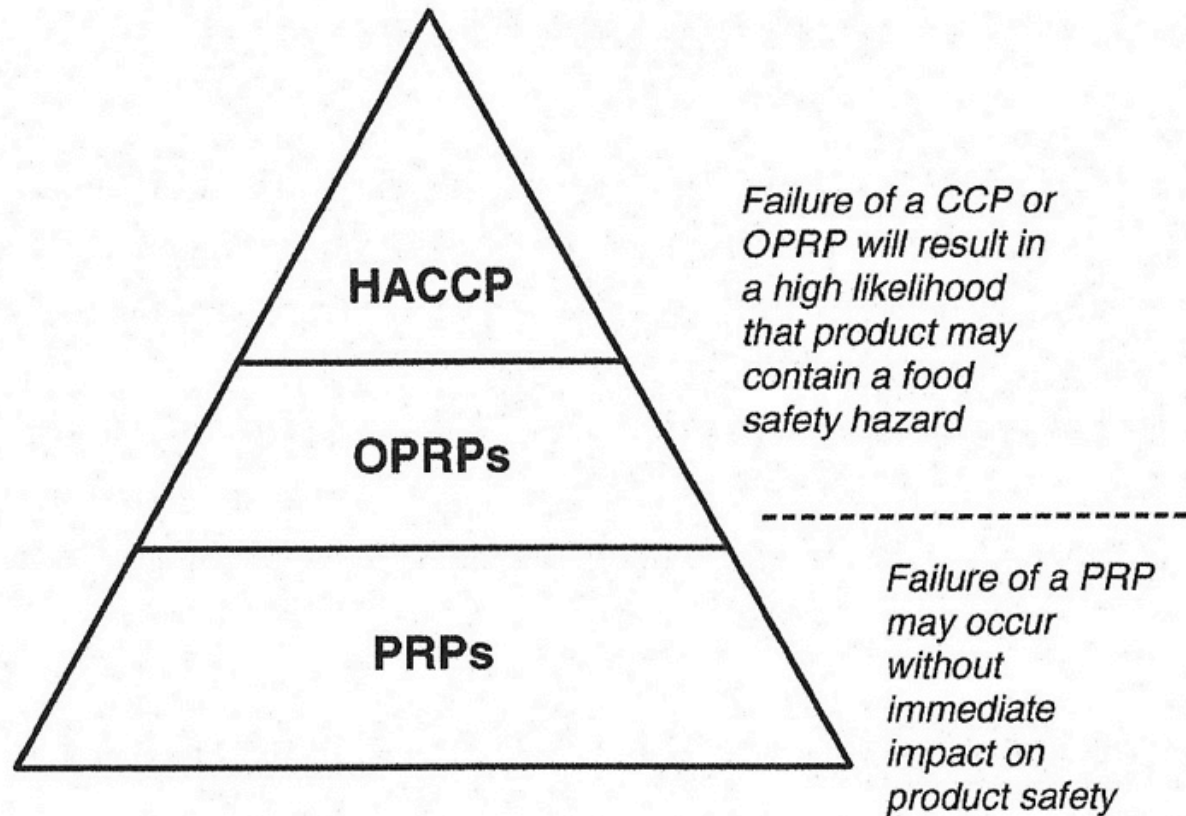 HACCP
OPRPs
PRPs
Failure of a CCP or
OPRP will result in
a high likelihood
that product may
contain a food
safety hazard
Failure of a PRP
may occur
without
immediate
impact on
product safety